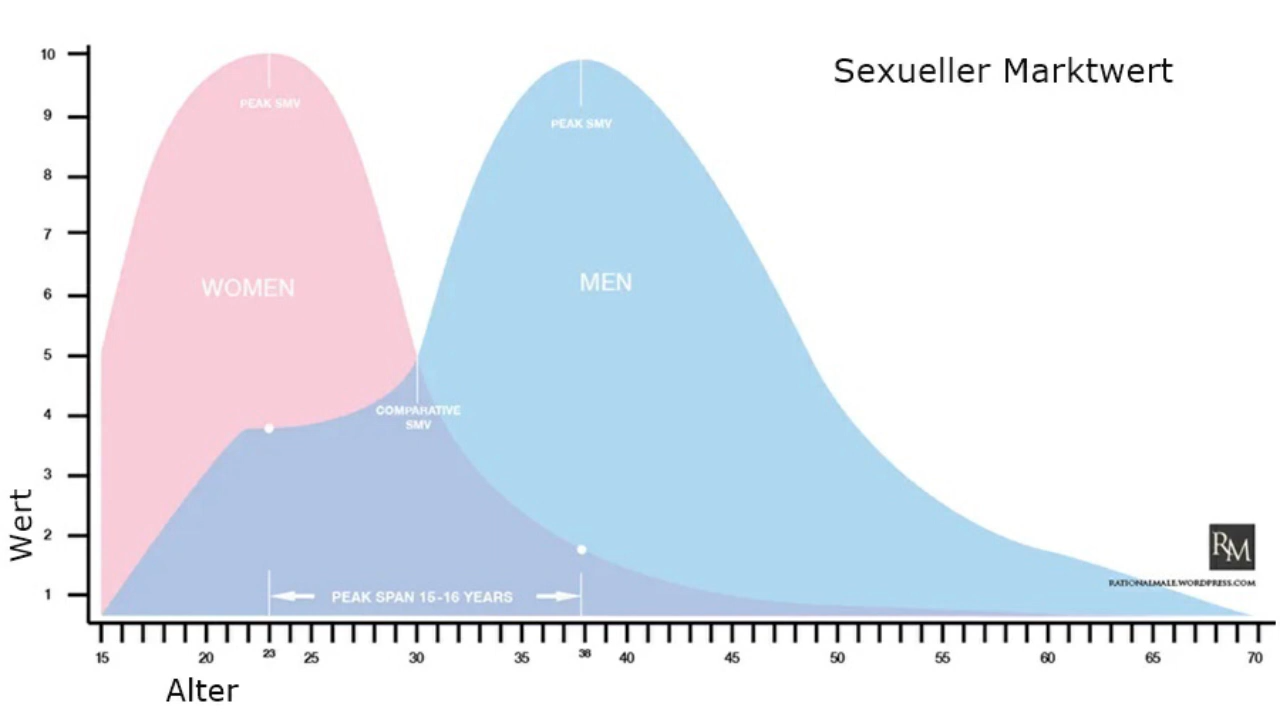 Sexueller Marktwert
10
9
8
7
6
5
4
3
2
1
Wert
PEAK SMV
PEAK SMV
WOMEN
MEN
COMPARATIVE
SMV
PEAK SPAN 15-16 YEARS
RM
RATIONALMALE.WORDPRESS.COM
15 20 23 25 30 35 38 40 45 50 55 60 65 70
Alter